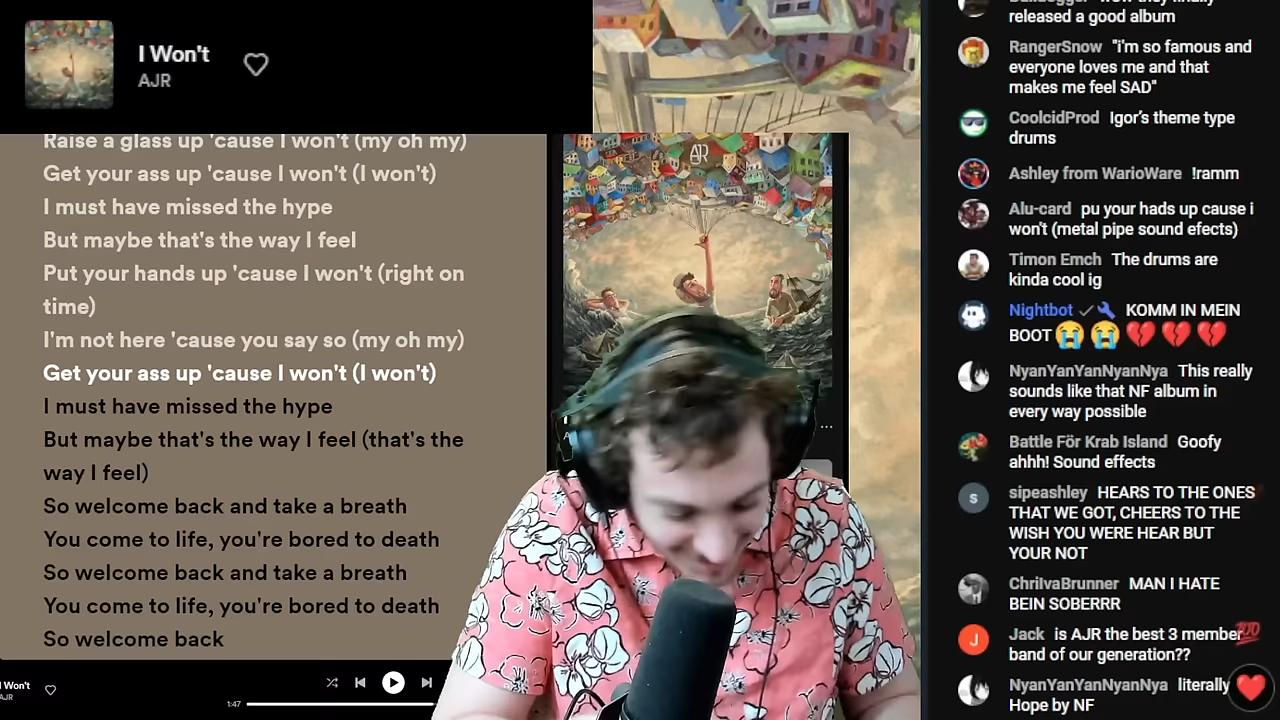 I Won't
AJR
Raise a glass up 'cause I won't (my oh my)
Get your ass up 'cause I won't (I won't)
I must have missed the hype
But maybe that's the way I feel
Put your hands up 'cause I won't (right on
time)
I'm not here 'cause you say so (my oh my)
Get your ass up 'cause I won't (I won't)
I must have missed the hype
But maybe that's the way I feel (that's the
way I feel)
So welcome back and take a breath
You come to life, you're bored to death
So welcome back and take a breath
You come to life, you're bored to death
So welcome back
I Won't
AJR
1:47
AJR
released a good album
RangerSnow "i'm so famous and
everyone loves me and that
makes me feel SAD"
CoolcidProd Igor's theme type
drums
Ashley from WarioWare !ramm
Alu-card pu your hads up cause i
won't (metal pipe sound efects)
Timon Emch The drums are
kinda cool ig
Nightbot KOMM IN MEIN
BOOT 😭 😭 💔 💔 💔
NyanYanYanNyanNya This really
sounds like that NF album in
every way possible
Battle För Krab Island Goofy
ahhh! Sound effects
s
sipeashley HEARS TO THE ONES
THAT WE GOT, CHEERS TO THE
WISH YOU WERE HEAR BUT
YOUR NOT
ChrilvaBrunner MAN I HATE
BEIN SOBERRR
J
Jack is AJR the best 3 member
band of our generation??
💯
NyanYanYanNyanNya literally
Hope by NF